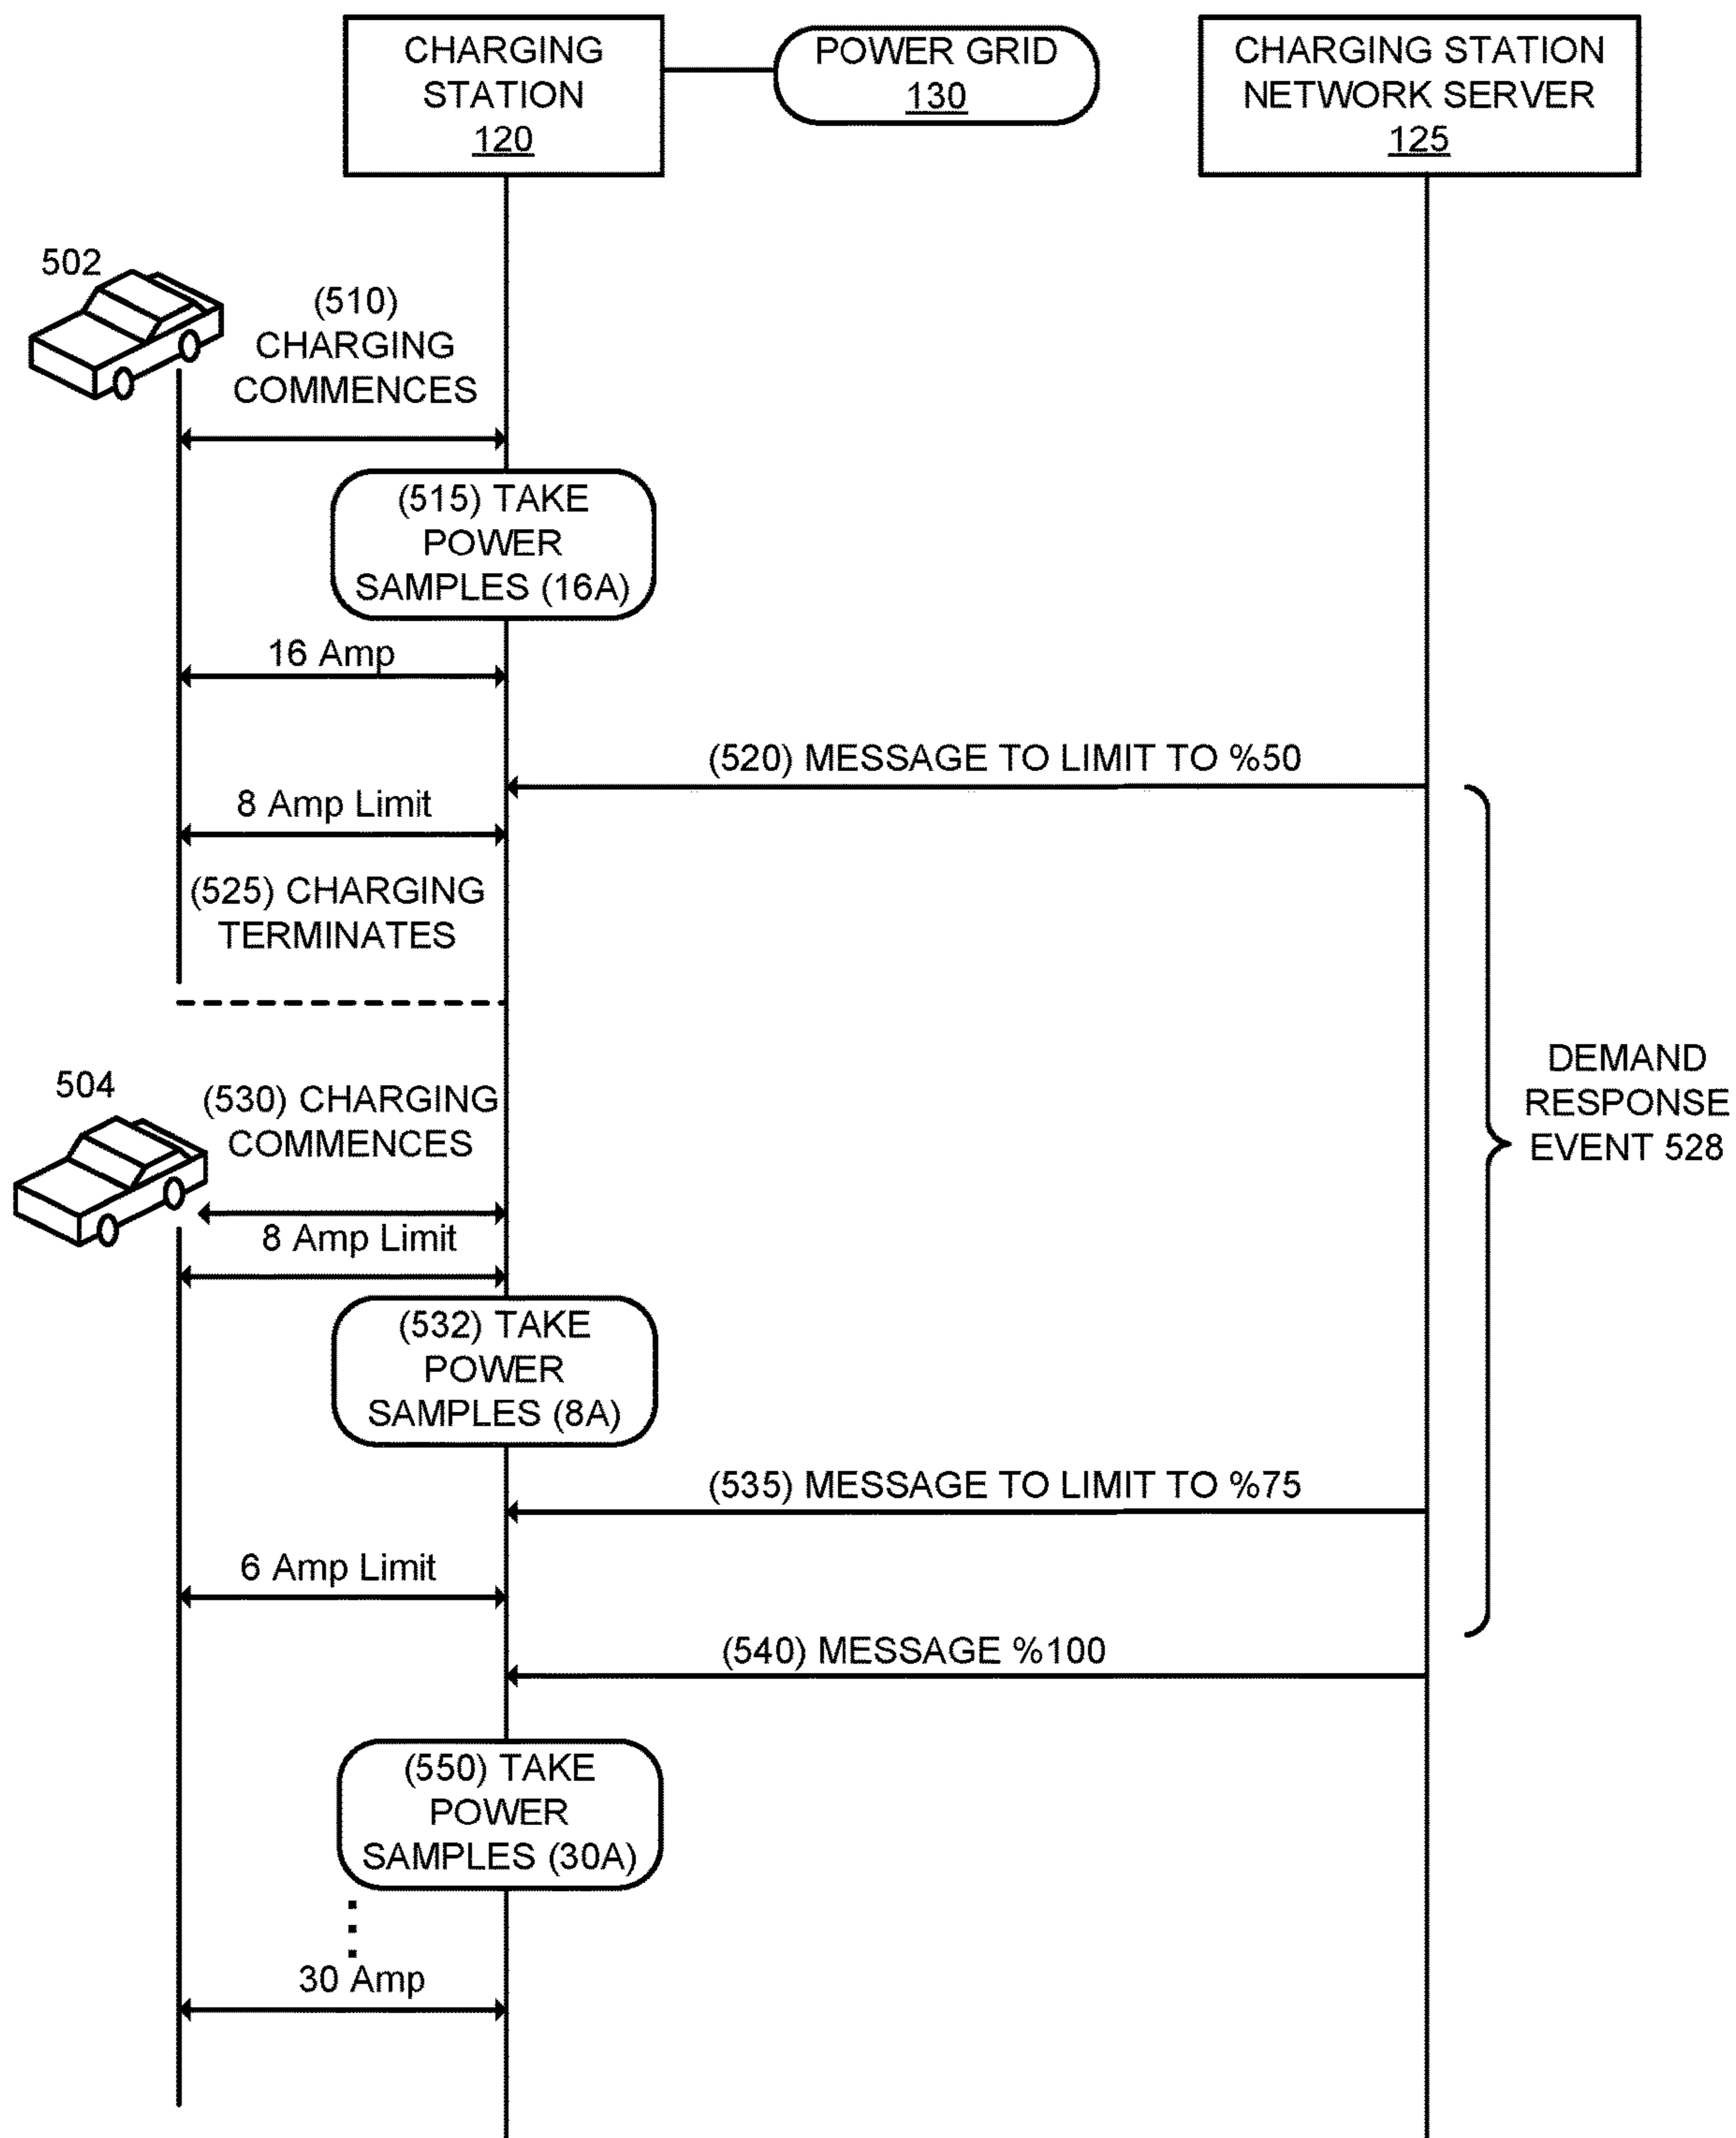 CHARGING
STATION
120
POWER GRID
130
CHARGING STATION
NETWORK SERVER
125
502
(510)
CHARGING
COMMENCES
(515) TAKE
POWER
SAMPLES (16A)
16 Amp
(520) MESSAGE TO LIMIT TO %50
8 Amp Limit
(525) CHARGING
TERMINATES
DEMAND
RESPONSE
EVENT 528
504
(530) CHARGING
COMMENCES
8 Amp Limit
(532) TAKE
POWER
SAMPLES (8A)
(535) MESSAGE TO LIMIT TO %75
6 Amp Limit
(540) MESSAGE %100
(550) TAKE
POWER
SAMPLES (30A)
30 Amp